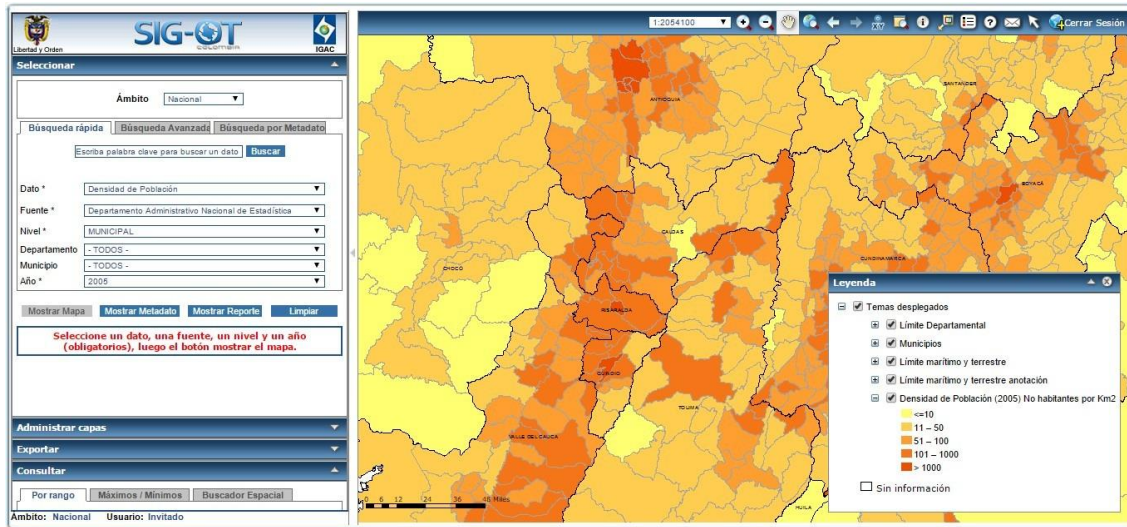 Libertad y Orden
SIG-OT
COLOMBIA
IGAC
Seleccionar
Ámbito Nacional
Búsqueda rápida Búsqueda Avanzada Búsqueda por Metadato
Escriba palabra clave para buscar un dato Buscar
Dato * Densidad de Población
Fuente * Departamento Administrativo Nacional de Estadística
Nivel * MUNICIPAL
Departamento - TODOS -
Municipio - TODOS -
Año * 2005
Mostrar Mapa Mostrar Metadato Mostrar Reporte Limpiar
Seleccione un dato, una fuente, un nivel y un año
(obligatorios), luego el botón mostrar el mapa.
Administrar capas
Exportar
Consultar
Por rango Máximos / Mínimos Buscador Espacial
Ámbito: Nacional Usuario: Invitado
1:2054100 Cerrar Sesión
SANTANDER
ANTIOQUIA
BOYACÁ
CALDAS
CUNDINAMARCA
CHOCÓ
RISARALDA
QUINDIO
TOLIMA
VALLE DEL CAUCA
HUILA
0 6 12 24 36 48 Miles
Leyenda
Temas desplegados
Límite Departamental
Municipios
Límite marítimo y terrestre
Límite marítimo y terrestre anotación
Densidad de Población (2005) No habitantes por Km2
<=10
11 – 50
51 – 100
101 – 1000
> 1000
Sin información